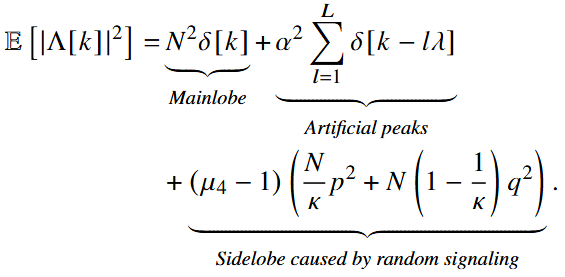 𝔼 [|Λ[k]|²] = N²δ[k] + α² ∑_{l=1}^{L} δ[k − lλ]
Mainlobe
Artificial peaks
+ (μ₄ − 1) ( N/κ p² + N ( 1 − 1/κ ) q² ) .
Sidelobe caused by random signaling